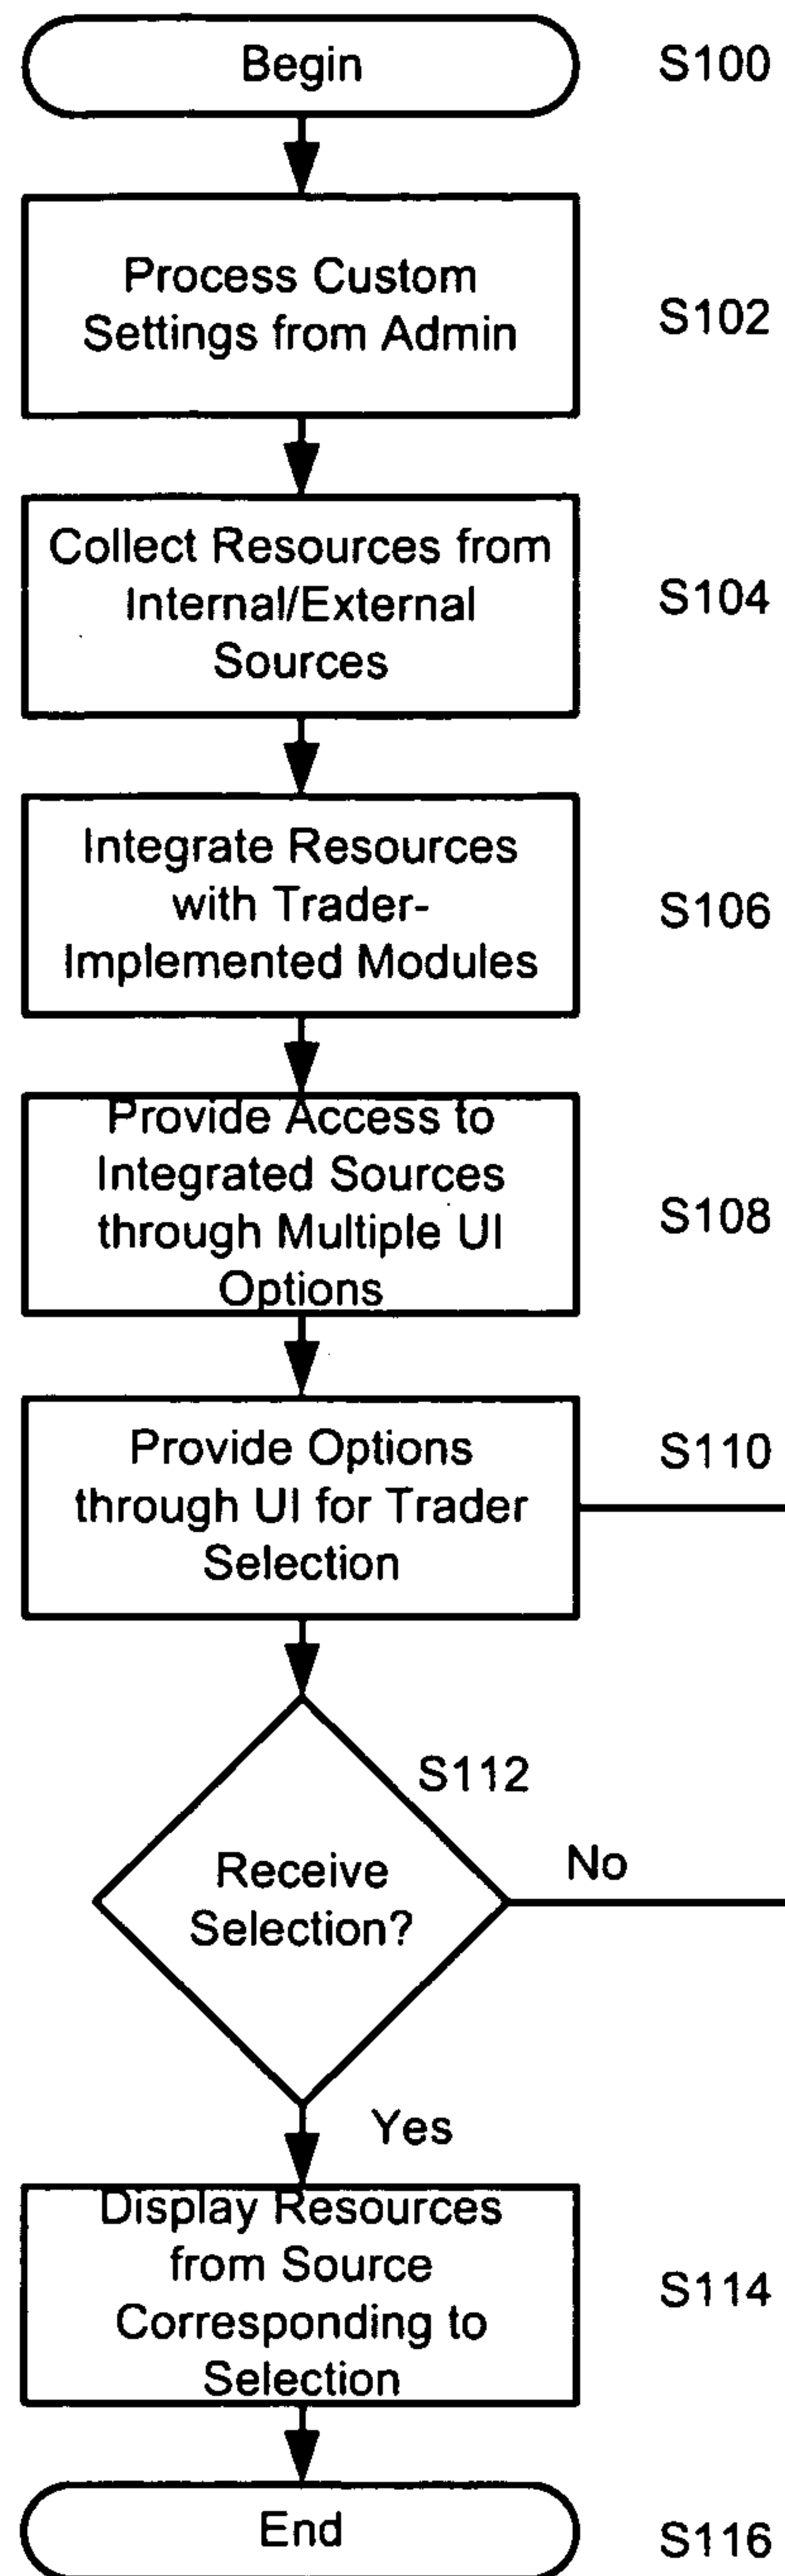 Begin
S100
Process Custom
Settings from Admin
S102
Collect Resources from
Internal/External
Sources
S104
Integrate Resources
with Trader-
Implemented Modules
S106
Provide Access to
Integrated Sources
through Multiple UI
Options
S108
Provide Options
through UI for Trader
Selection
S110
S112
Receive
Selection?
No
Yes
Display Resources
from Source
Corresponding to
Selection
S114
End
S116